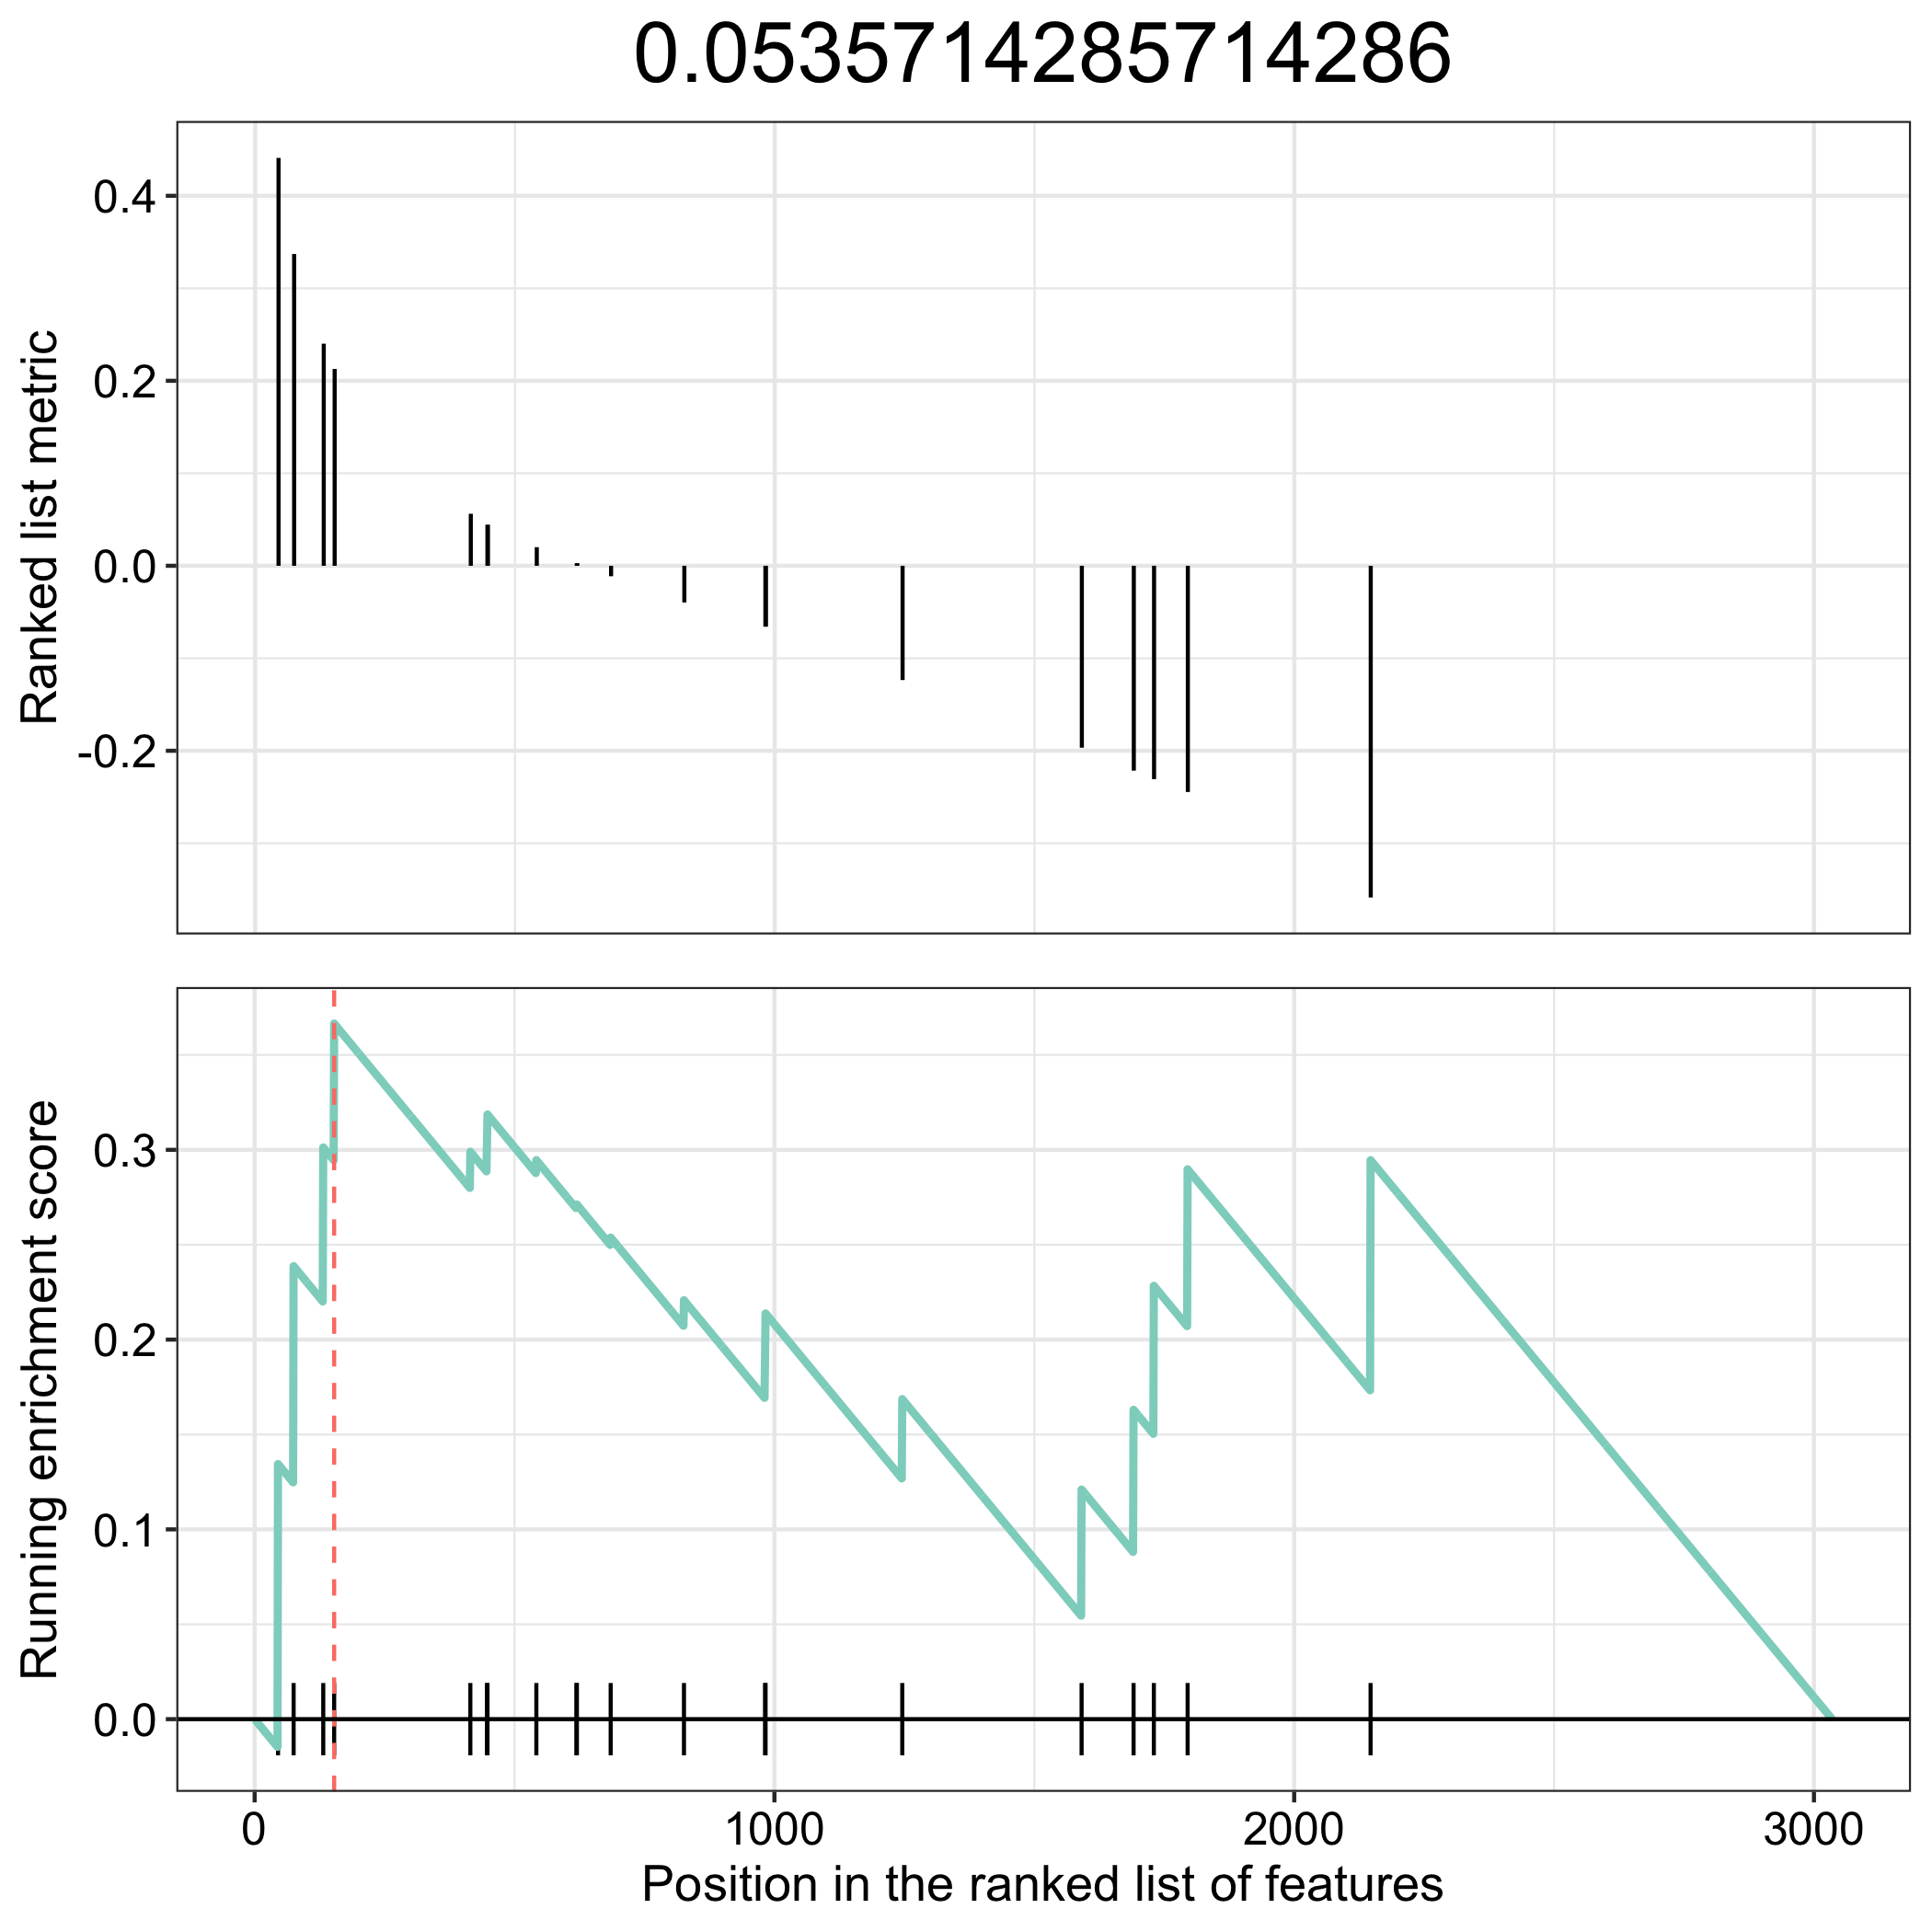 0.0535714285714286
Ranked list metric
0.4
0.2
0.0
-0.2
Running enrichment score
0.3
0.2
0.1
0.0
0 1000 2000 3000
Position in the ranked list of features